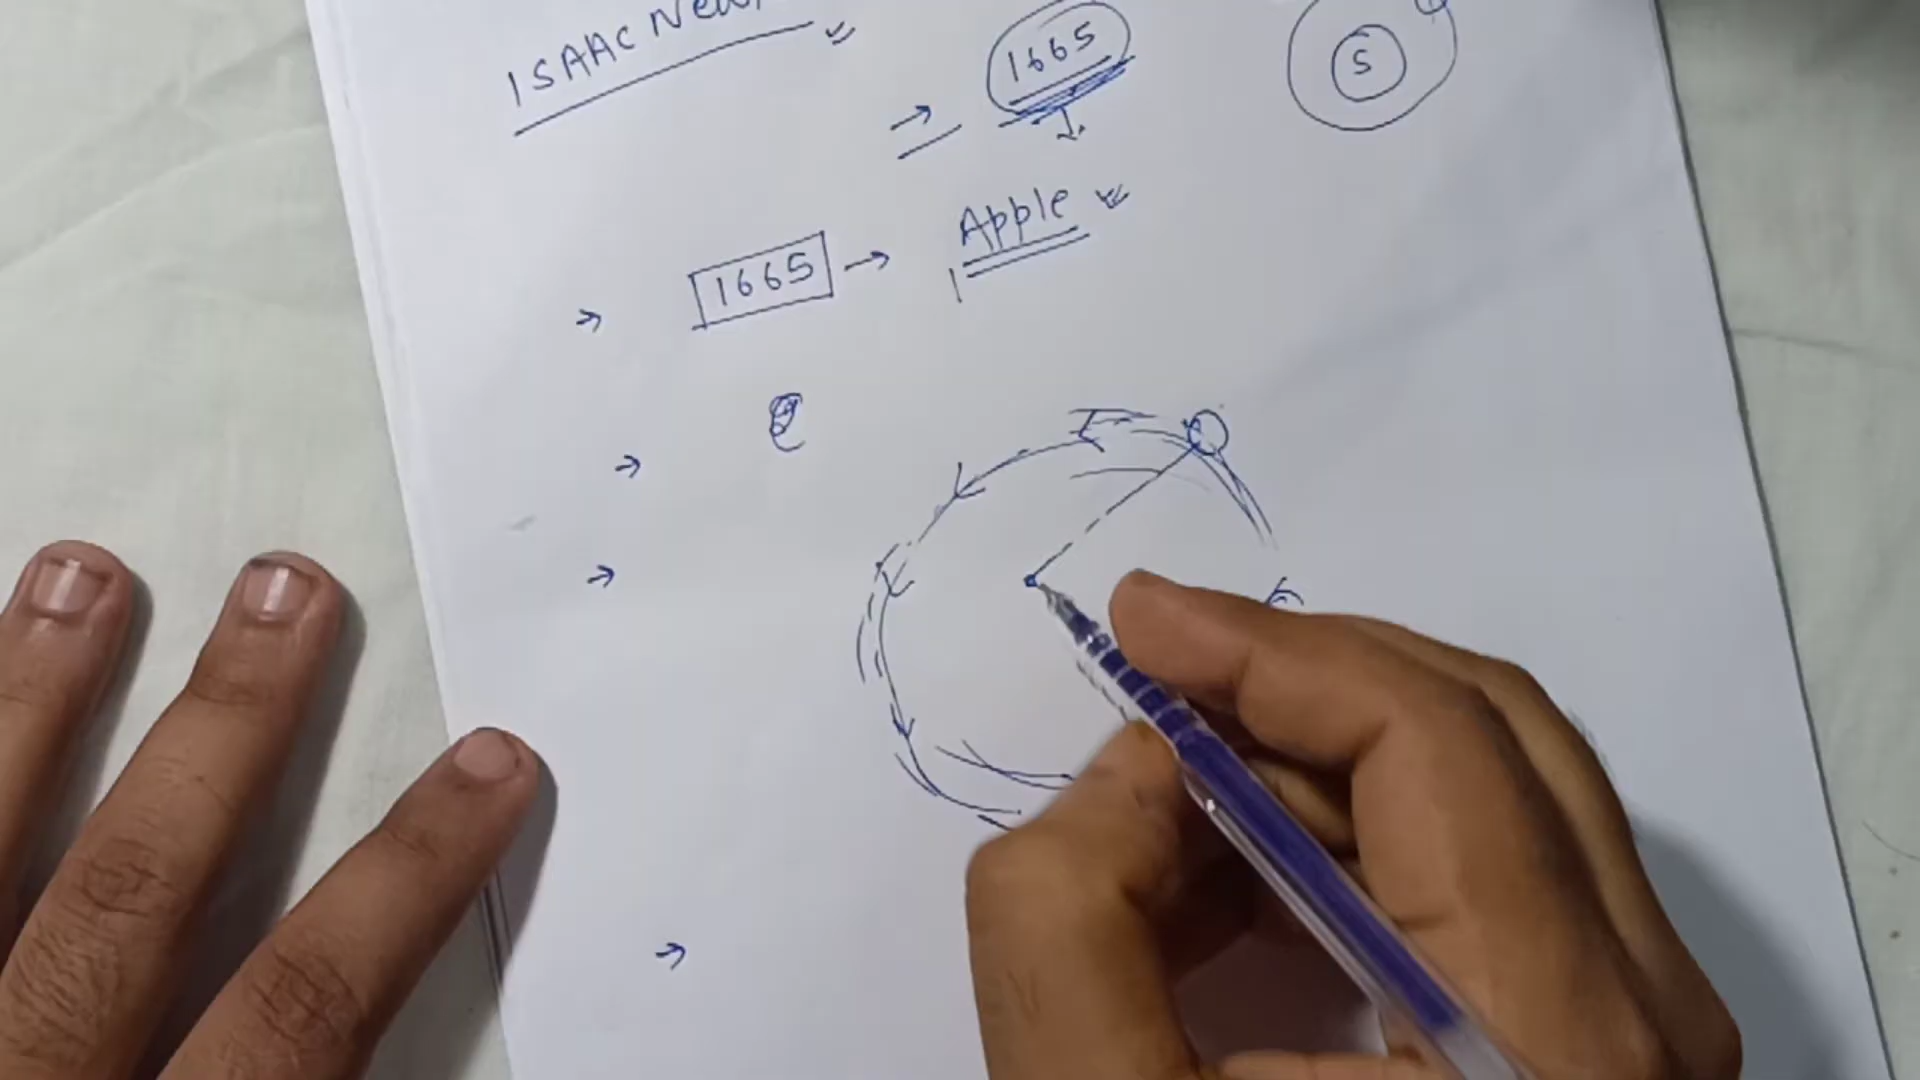 ISAAC New
→ 1665
S
→ 1665 → Apple
→
→
→